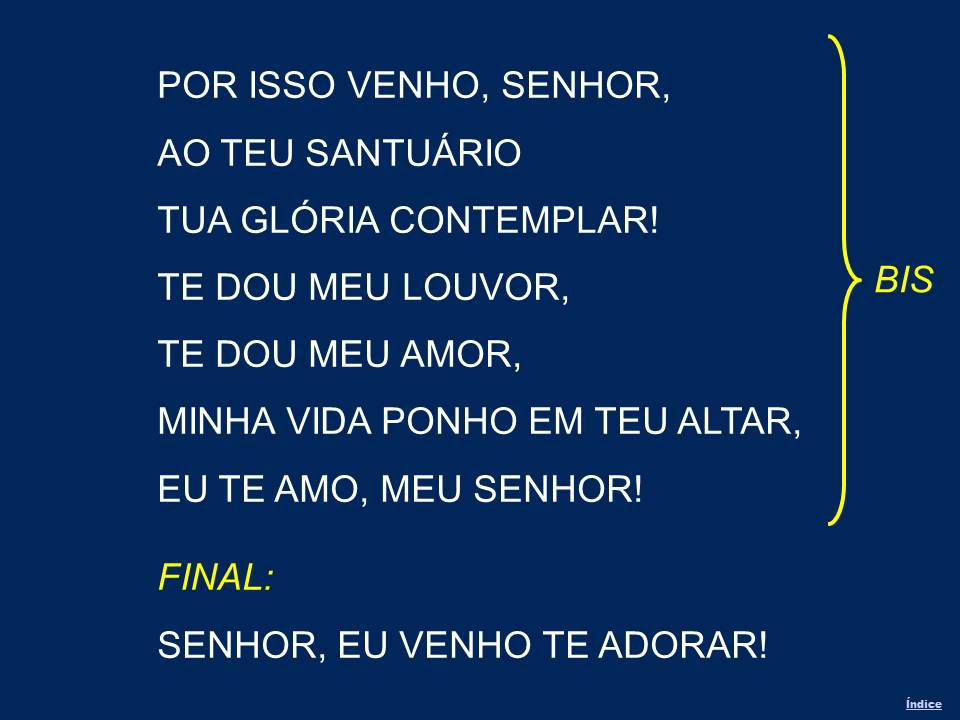 POR ISSO VENHO, SENHOR,
AO TEU SANTUÁRIO
TUA GLÓRIA CONTEMPLAR!
TE DOU MEU LOUVOR,
TE DOU MEU AMOR,
MINHA VIDA PONHO EM TEU ALTAR,
EU TE AMO, MEU SENHOR!
BIS
FINAL:
SENHOR, EU VENHO TE ADORAR!
Índice